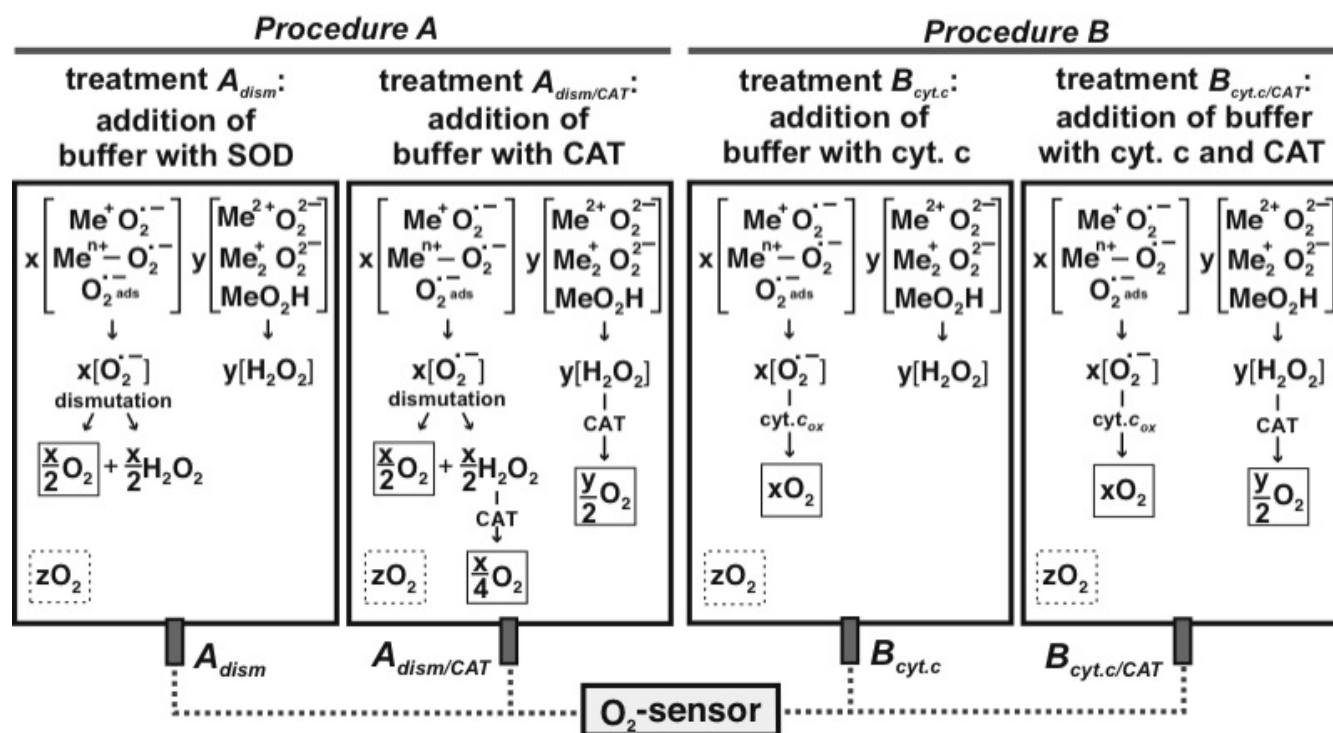 Procedure A
Procedure B
treatment A_dism:
addition of
buffer with SOD
treatment A_dism/CAT:
addition of
buffer with CAT
treatment B_cyt.c:
addition of
buffer with cyt. c
treatment B_cyt.c/CAT:
addition of buffer
with cyt. c and CAT
x [Me⁺ O₂˙⁻
Meⁿ⁺– O₂˙⁻
O₂˙⁻ ads]
y [Me²⁺ O₂²⁻
Me₂⁺ O₂²⁻
MeO₂H]
↓ ↓
x[O₂˙⁻] y[H₂O₂]
dismutation
↙ ↘
x/2 O₂ + x/2 H₂O₂
zO₂
x [Me⁺ O₂˙⁻
Meⁿ⁺– O₂˙⁻
O₂˙⁻ ads]
y [Me²⁺ O₂²⁻
Me₂⁺ O₂²⁻
MeO₂H]
↓ ↓
x[O₂˙⁻] y[H₂O₂]
dismutation
↙ ↘
CAT
↓
x/2 O₂ + x/2 H₂O₂
y/2 O₂
CAT
↓
zO₂
x/4 O₂
x [Me⁺ O₂˙⁻
Meⁿ⁺– O₂˙⁻
O₂˙⁻ ads]
y [Me²⁺ O₂²⁻
Me₂⁺ O₂²⁻
MeO₂H]
↓ ↓
x[O₂˙⁻] y[H₂O₂]
cyt.c_ox
↓
xO₂
zO₂
x [Me⁺ O₂˙⁻
Meⁿ⁺– O₂˙⁻
O₂˙⁻ ads]
y [Me²⁺ O₂²⁻
Me₂⁺ O₂²⁻
MeO₂H]
↓ ↓
x[O₂˙⁻] y[H₂O₂]
cyt.c_ox CAT
↓ ↓
xO₂ y/2 O₂
zO₂
A_dism
A_dism/CAT
B_cyt.c
B_cyt.c/CAT
O₂-sensor